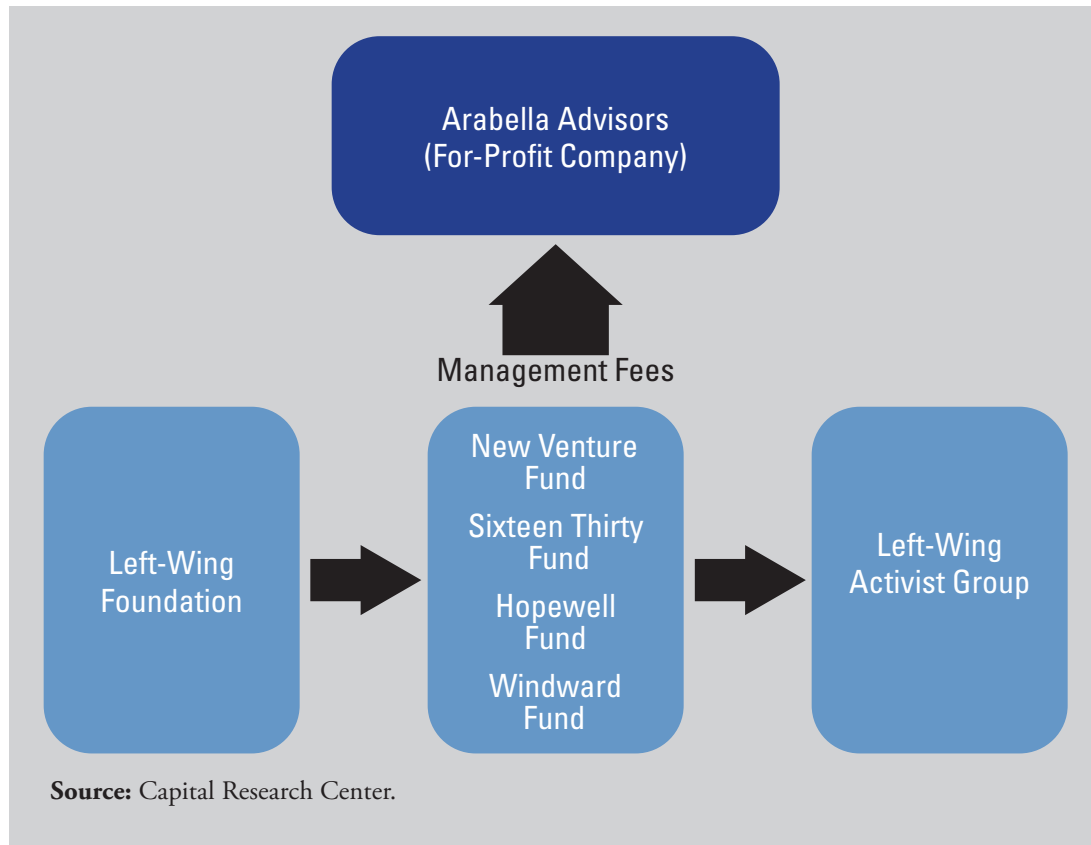 Arabella Advisors
(For-Profit Company)
Management Fees
Left-Wing
Foundation
New Venture
Fund
Sixteen Thirty
Fund
Hopewell
Fund
Windward
Fund
Left-Wing
Activist Group
Source: Capital Research Center.